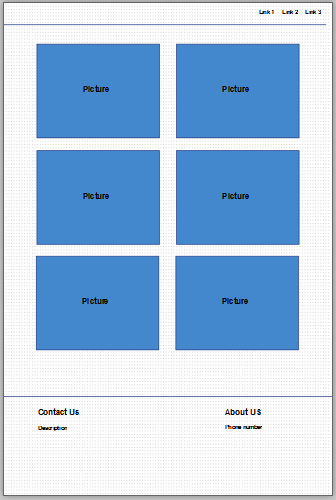 Link 1 Link 2 Link 3
Picture Picture
Picture Picture
Picture Picture
Contact Us About US
Description Phone number